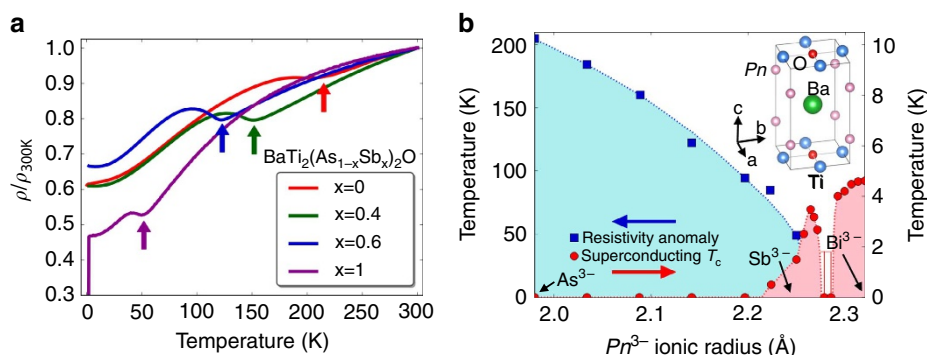 a
1.0
0.9
0.8
0.7
0.6
0.5
0.4
0.3
ρ/ρ300K
BaTi2(As1−xSbx)2O
x=0
x=0.4
x=0.6
x=1
0 50 100 150 200 250 300
Temperature (K)
b
200
150
100
50
0
Temperature (K)
Pn
O
Ba
Ti
c
b
a
Resistivity anomaly
Superconducting Tc
As3−
Sb3−
Bi3−
10
8
6
4
2
0
Temperature (K)
2.0 2.1 2.2 2.3
Pn3− ionic radius (Å)